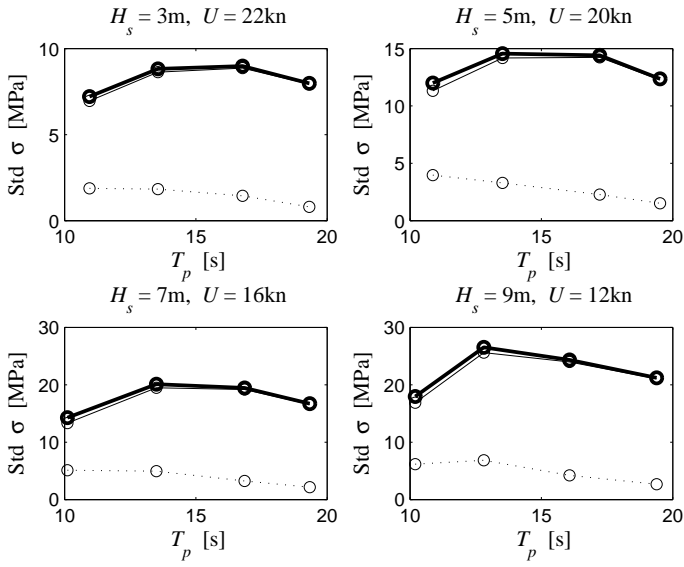 H_s = 3m, U = 22kn
H_s = 5m, U = 20kn
10
5
0
Std σ [MPa]
10
15
20
T_p [s]
15
10
5
0
Std σ [MPa]
10
15
20
T_p [s]
H_s = 7m, U = 16kn
H_s = 9m, U = 12kn
30
20
10
0
Std σ [MPa]
10
15
20
T_p [s]
30
20
10
0
Std σ [MPa]
10
15
20
T_p [s]